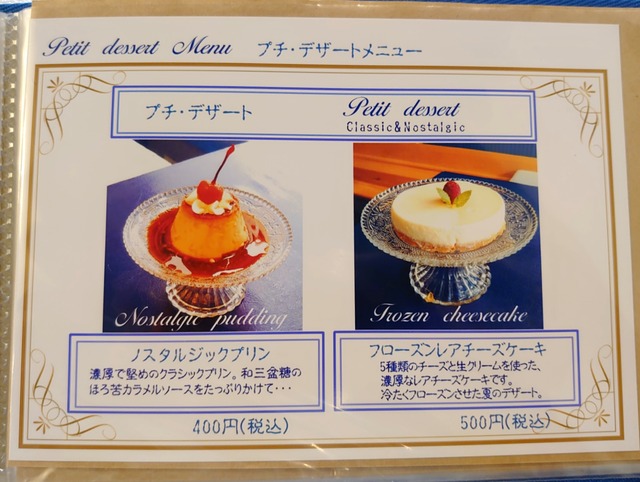 Petit dessert Menu プチ・デザートメニュー
プチ・デザート Petit dessert
Classic&Nostalgic
Nostalgic pudding
Frozen cheesecake
ノスタルジックプリン
濃厚で堅めのクラシックプリン。和三盆糖の
ほろ苦カラメルソースをたっぷりかけて・・・
400円(税込)
フローズンレアチーズケーキ
5種類のチーズと生クリームを使った、
濃厚なレアチーズケーキです。
冷たくフローズンさせた夏のデザート。
500円(税込)